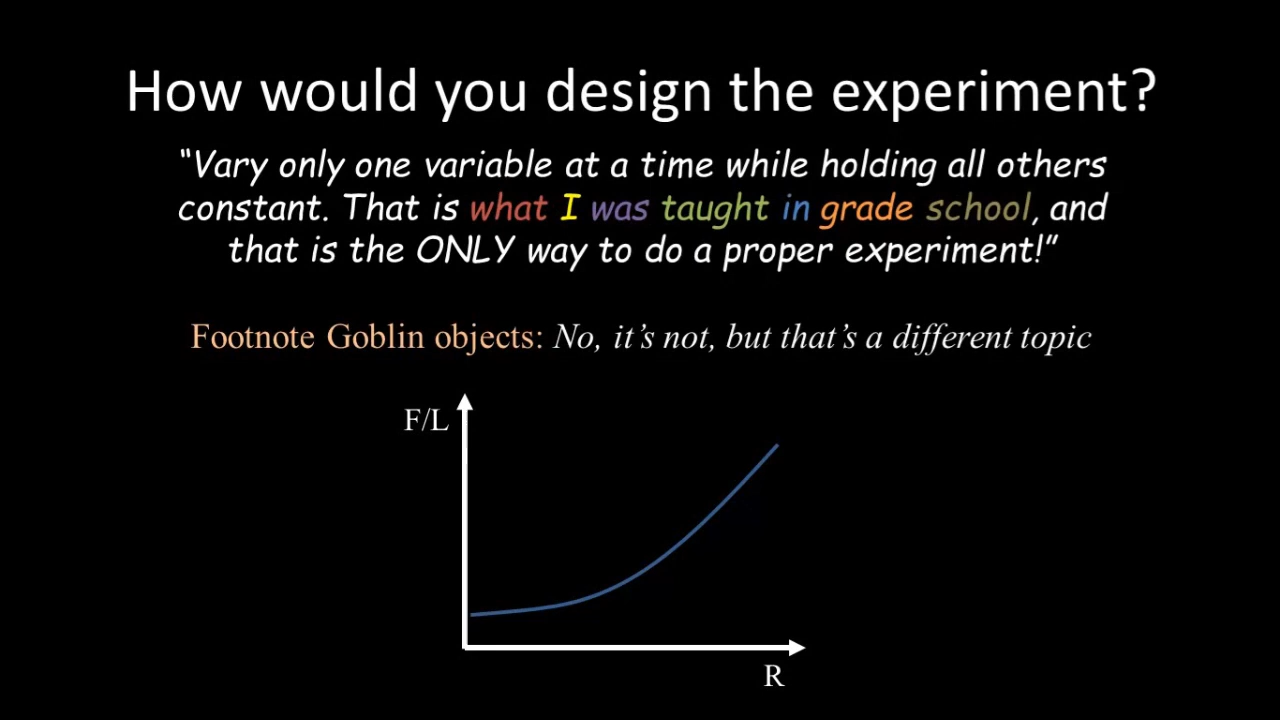 How would you design the experiment?
“Vary only one variable at a time while holding all others
constant. That is what I was taught in grade school, and
that is the ONLY way to do a proper experiment!”
Footnote Goblin objects: No, it’s not, but that’s a different topic
F/L
R